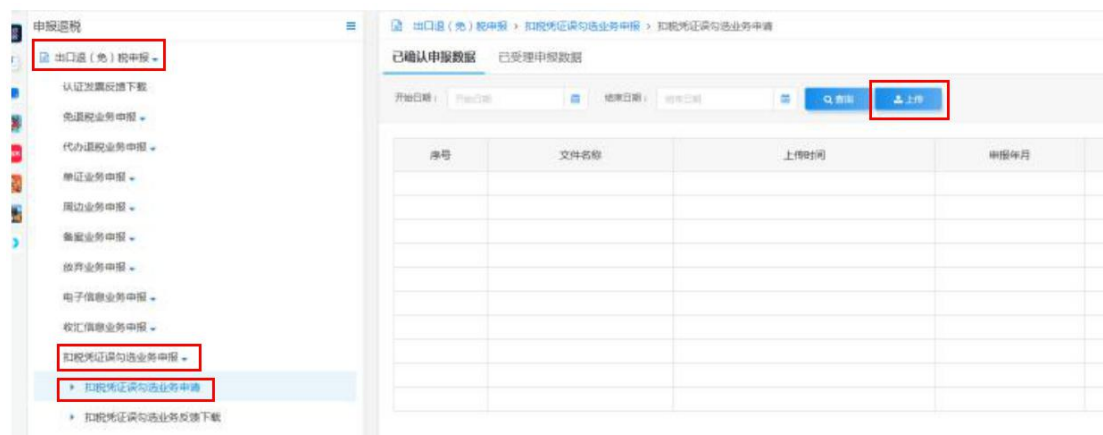 申报退税
出口退（免）税申报
认证发票反馈下载
免退税业务申报
代办退税业务申报
单证业务申报
周边业务申报
备案业务申报
放弃业务申报
电子信息业务申报
收汇信息业务申报
扣税凭证误勾选业务申报
扣税凭证误勾选业务申请
扣税凭证误勾选业务反馈下载
出口退（免）税申报 › 扣税凭证误勾选业务申报 › 扣税凭证误勾选业务申请
已确认申报数据 已受理申报数据
开始日期： 开始日期 结束日期： 结束日期 查询 上传
序号 文件名称 上传时间 申报年月